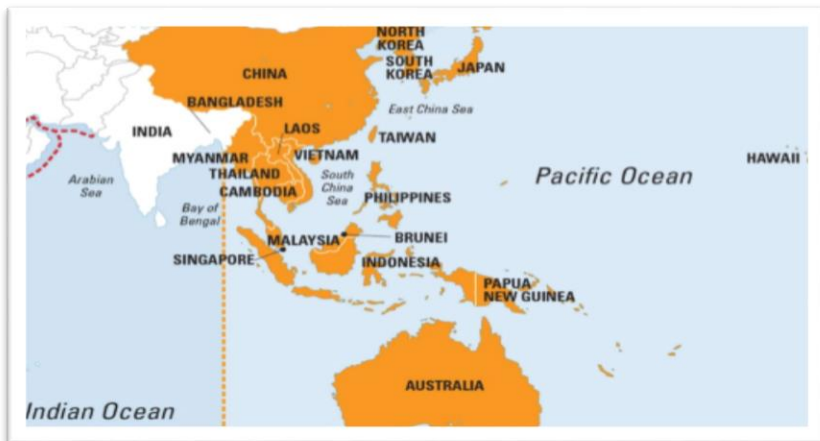 NORTH
KOREA
SOUTH
KOREA
JAPAN
CHINA
BANGLADESH
East China Sea
INDIA
LAOS
TAIWAN
MYANMAR
VIETNAM
HAWAII
THAILAND
Arabian
Sea
South
China
Sea
Pacific Ocean
CAMBODIA
PHILIPPINES
Bay of
Bengal
MALAYSIA
BRUNEI
SINGAPORE
INDONESIA
PAPUA
NEW GUINEA
AUSTRALIA
Indian Ocean